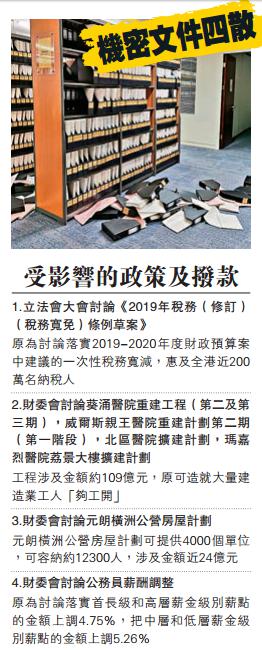 機密文件四散
受影響的政策及撥款
1.立法會大會討論《2019年稅務（修訂）
（稅務寬免）條例草案》
原為討論落實2019-2020年度財政預算案
中建議的一次性稅務寬減，惠及全港近200
萬名納稅人
2.財委會討論葵涌醫院重建工程（第二及第
三期），威爾斯親王醫院重建計劃第二期
（第一階段），北區醫院擴建計劃，瑪嘉
烈醫院荔景大樓擴建計劃
工程涉及金額約109億元，原可造就大量建
造業工人「夠工開」
3.財委會討論元朗橫洲公營房屋計劃
元朗橫洲公營房屋計劃可提供4000個單位
，可容納約12300人，涉及金額近24億元
4.財委會討論公務員薪酬調整
原為討論落實首長級和高層薪金級別薪點
的金額上調4.75%，把中層和低層薪金級
別薪點的金額上調5.26%